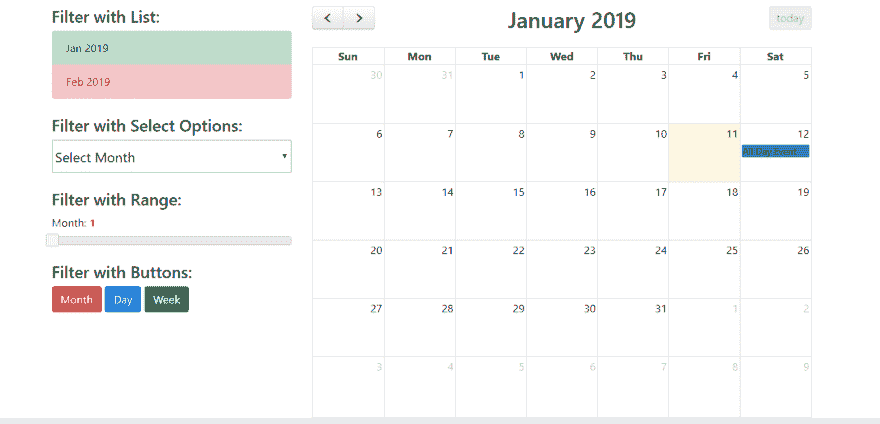 Filter with List:
Jan 2019
Feb 2019
Filter with Select Options:
Select Month
Filter with Range:
Month: 1
Filter with Buttons:
Month Day Week
January 2019
today
Sun Mon Tue Wed Thu Fri Sat
30 31 1 2 3 4 5
6 7 8 9 10 11 12
All Day Event
13 14 15 16 17 18 19
20 21 22 23 24 25 26
27 28 29 30 31 1 2
3 4 5 6 7 8 9